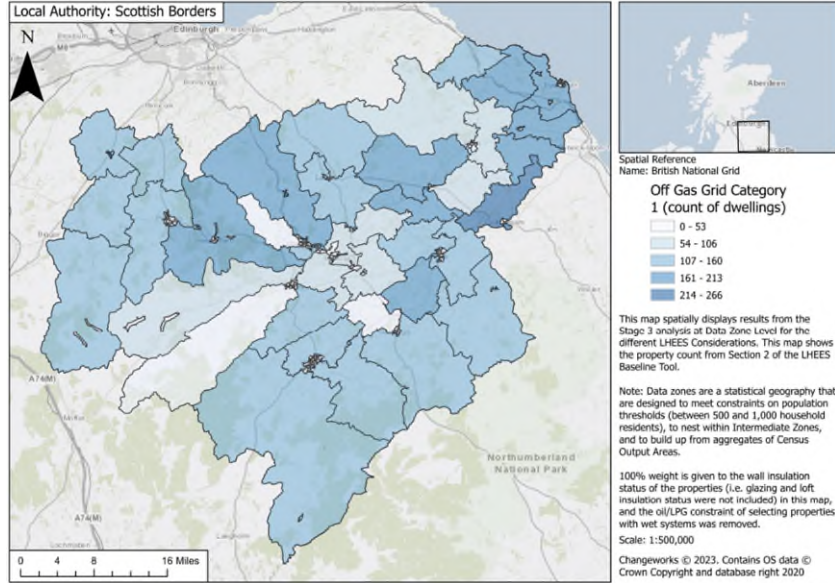 Local Authority: Scottish Borders
N
Edinburgh
Haddington
Aberdeen
Edinburgh
Newcastle
Spatial Reference
Name: British National Grid
Off Gas Grid Category
1 (count of dwellings)
0 - 53
54 - 106
107 - 160
161 - 213
214 - 266
This map spatially displays results from the
Stage 3 analysis at Data Zone Level for the
different LHEES Considerations. This map shows
the property count from Section 2 of the LHEES
Baseline Tool.
Note: Data zones are a statistical geography that
are designed to meet constraints on population
thresholds (between 500 and 1,000 household
residents), to nest within Intermediate Zones,
and to build up from aggregates of Census
Output Areas.
100% weight is given to the wall insulation
status of the properties (i.e. glazing and loft
insulation status were not included) in this map,
and the oil/LPG constraint of selecting properties
with wet systems was removed.
Scale: 1:500,000
Changeworks © 2023. Contains OS data ©
Crown Copyright and database right 2020
A74(M)
Moffat
Northumberland
National Park
A74(M)
Lochmaben
Langholm
0 4 8 16 Miles